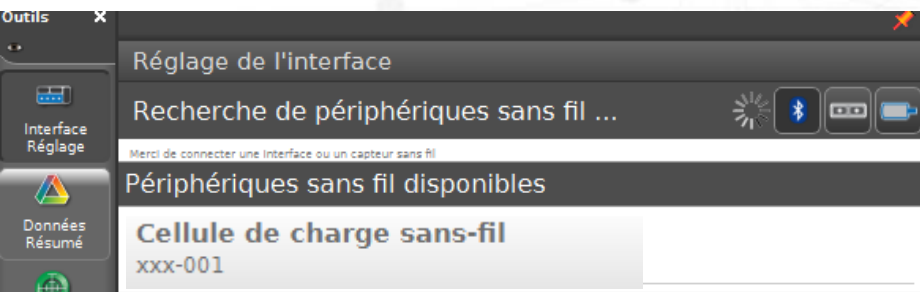 Outils x
Réglage de l'interface
Recherche de périphériques sans fil ...
Interface
Réglage
Merci de connecter une Interface ou un capteur sans fil
Périphériques sans fil disponibles
Données
Résumé
Cellule de charge sans-fil
xxx-001